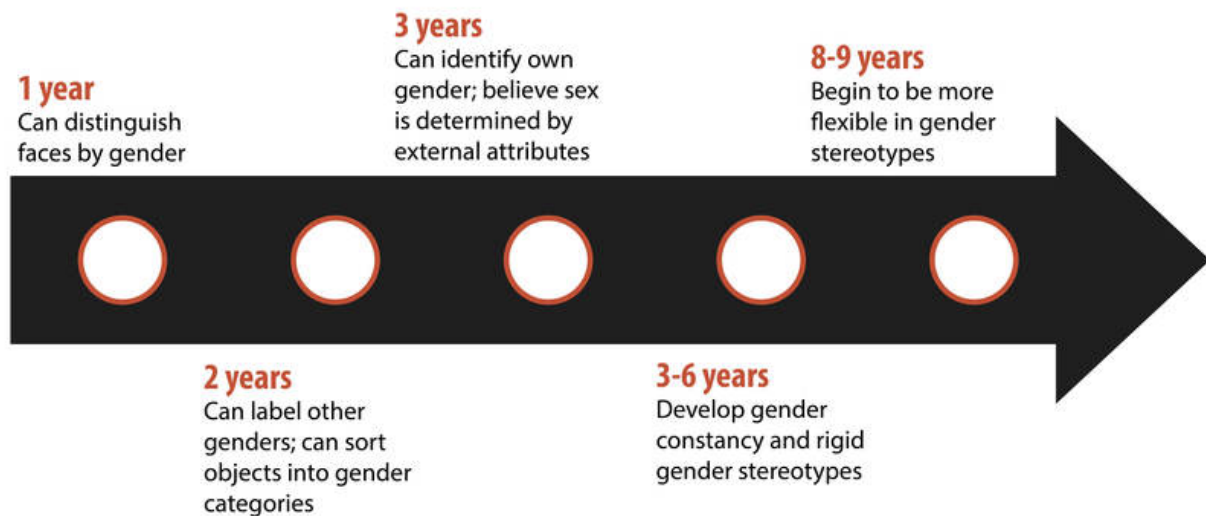 1 year
Can distinguish
faces by gender
2 years
Can label other
genders; can sort
objects into gender
categories
3 years
Can identify own
gender; believe sex
is determined by
external attributes
3-6 years
Develop gender
constancy and rigid
gender stereotypes
8-9 years
Begin to be more
flexible in gender
stereotypes